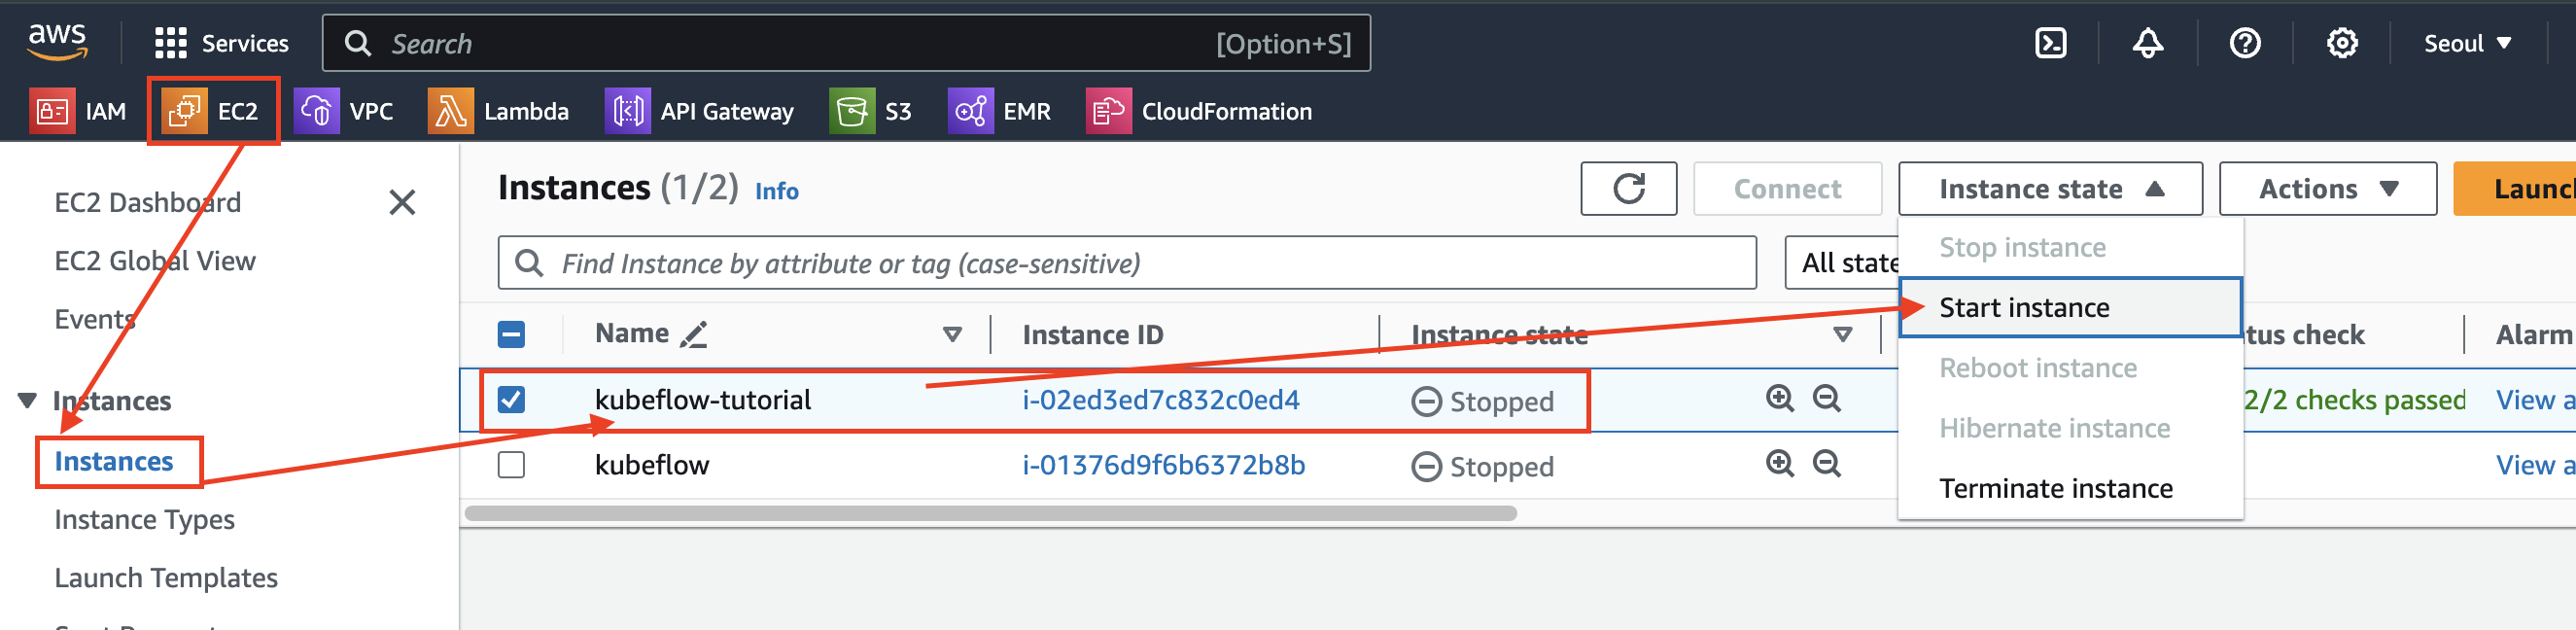 aws Services Search [Option+S] Seoul
IAM EC2 VPC Lambda API Gateway S3 EMR CloudFormation
EC2 Dashboard
EC2 Global View
Events
Instances
Instances
Instance Types
Launch Templates
Instances (1/2) Info Connect Instance state Actions Launch
Find Instance by attribute or tag (case-sensitive) All state
Stop instance
Start instance
Reboot instance
Hibernate instance
Terminate instance
Name Instance ID Instance state tus check Alarm
kubeflow-tutorial i-02ed3ed7c832c0ed4 Stopped 2/2 checks passed View a
kubeflow i-01376d9f6b6372b8b Stopped View a